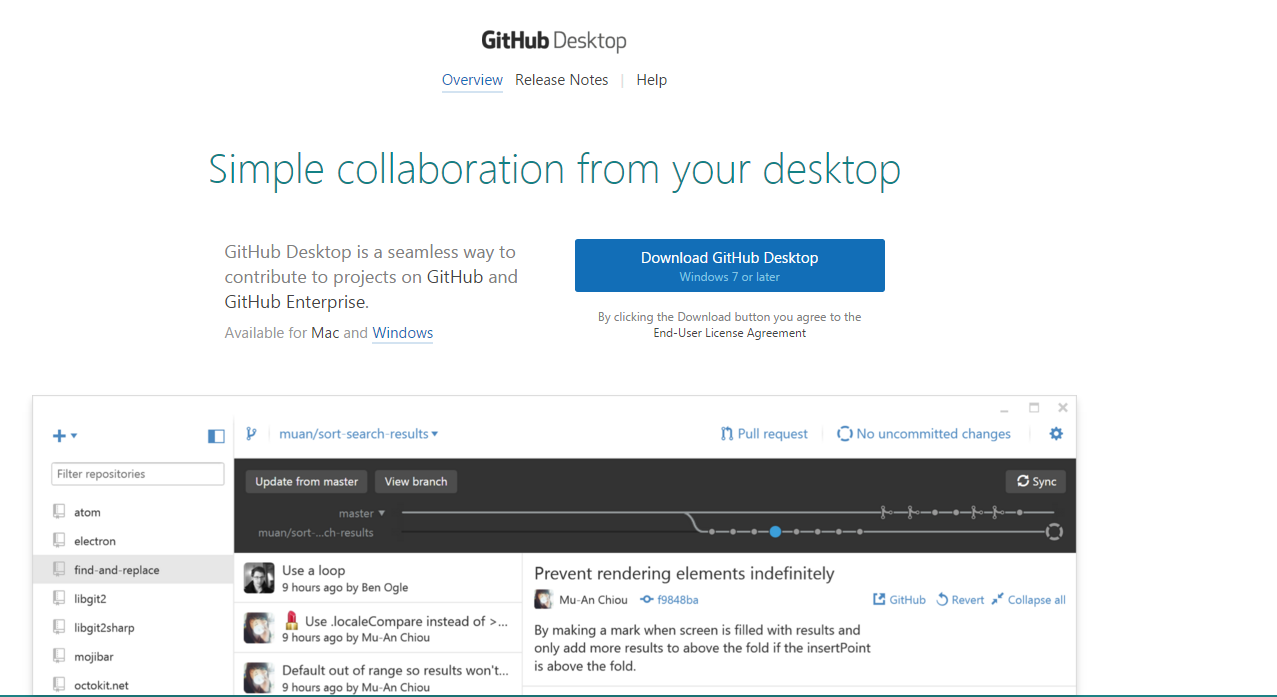 GitHub Desktop
Overview Release Notes | Help
Simple collaboration from your desktop
GitHub Desktop is a seamless way to
contribute to projects on GitHub and
GitHub Enterprise.
Available for Mac and Windows
Download GitHub Desktop
Windows 7 or later
By clicking the Download button you agree to the
End-User License Agreement
muan/sort-search-results
Pull request
No uncommitted changes
Filter repositories
atom
electron
find-and-replace
libgit2
libgit2sharp
mojibar
octokit.net
Update from master
View branch
Sync
master
muan/sort-...ch-results
Use a loop
9 hours ago by Ben Ogle
💄 Use .localeCompare instead of >...
9 hours ago by Mu-An Chiou
Default out of range so results won't...
9 hours ago by Mu-An Chiou
Prevent rendering elements indefinitely
Mu-An Chiou f9848ba
GitHub Revert Collapse all
By making a mark when screen is filled with results and
only add more results to above the fold if the insertPoint
is above the fold.